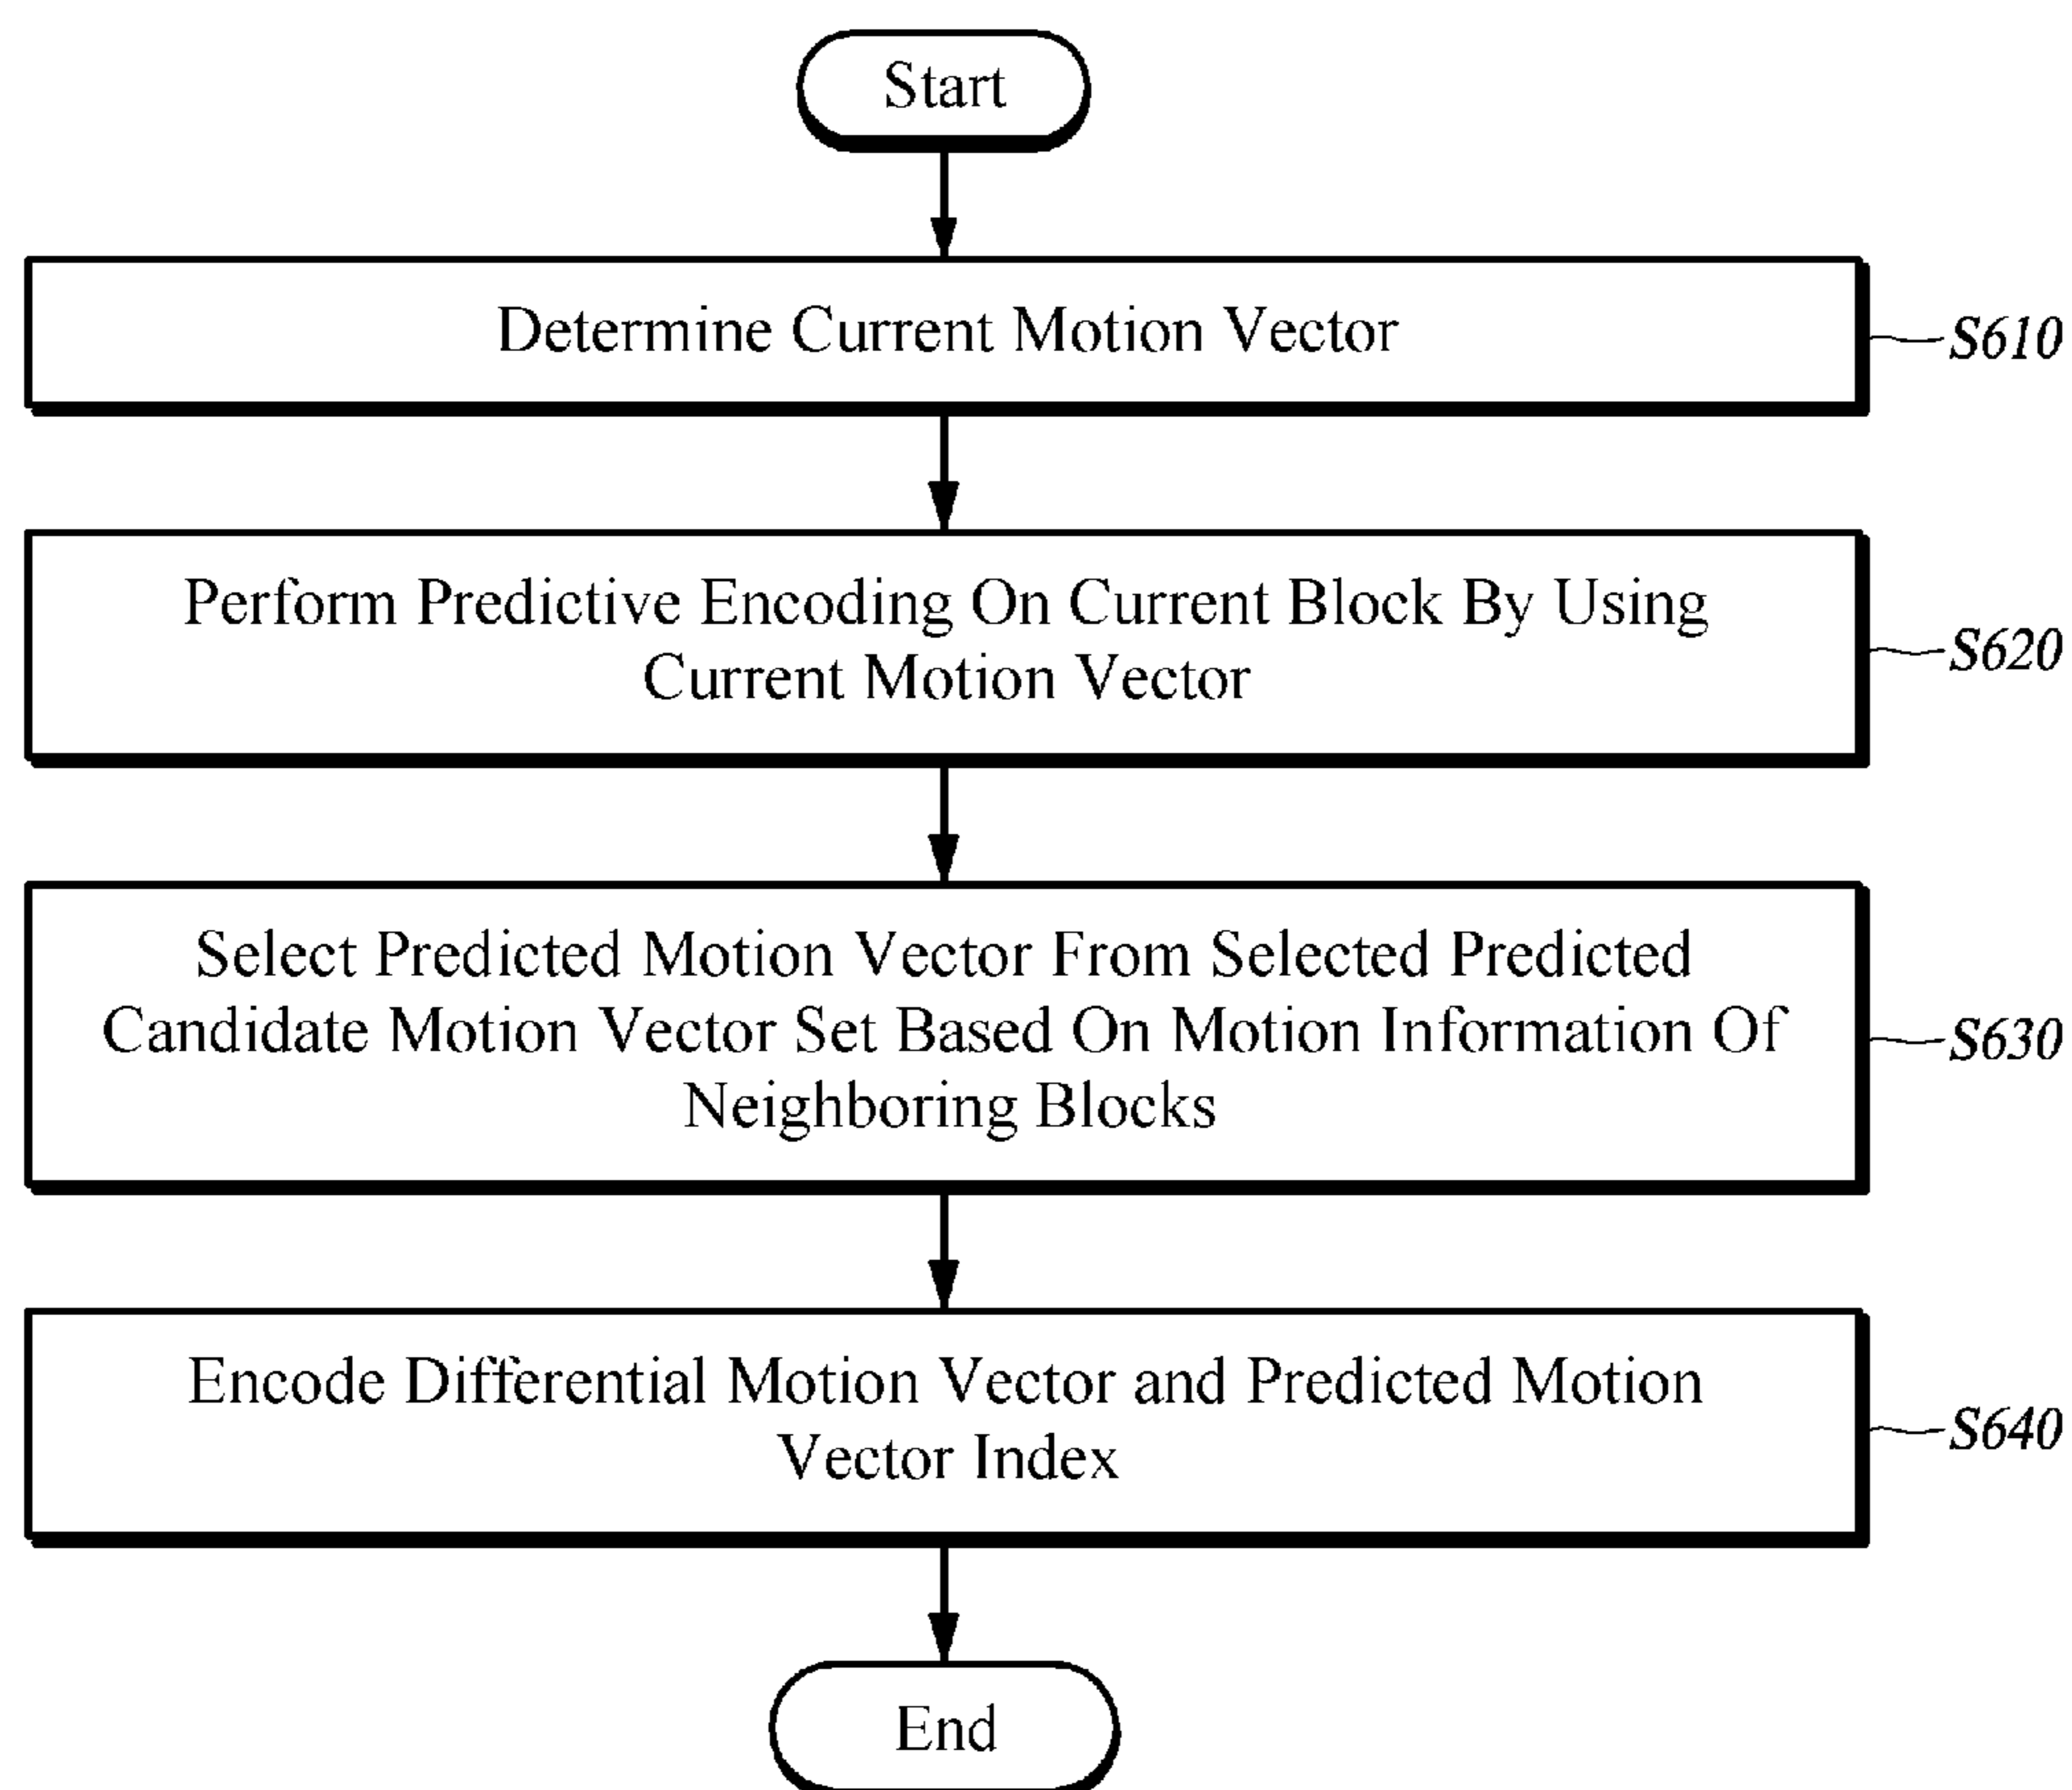 Start
Determine Current Motion Vector
S610
Perform Predictive Encoding On Current Block By Using
Current Motion Vector
S620
Select Predicted Motion Vector From Selected Predicted
Candidate Motion Vector Set Based On Motion Information Of
Neighboring Blocks
S630
Encode Differential Motion Vector and Predicted Motion
Vector Index
S640
End